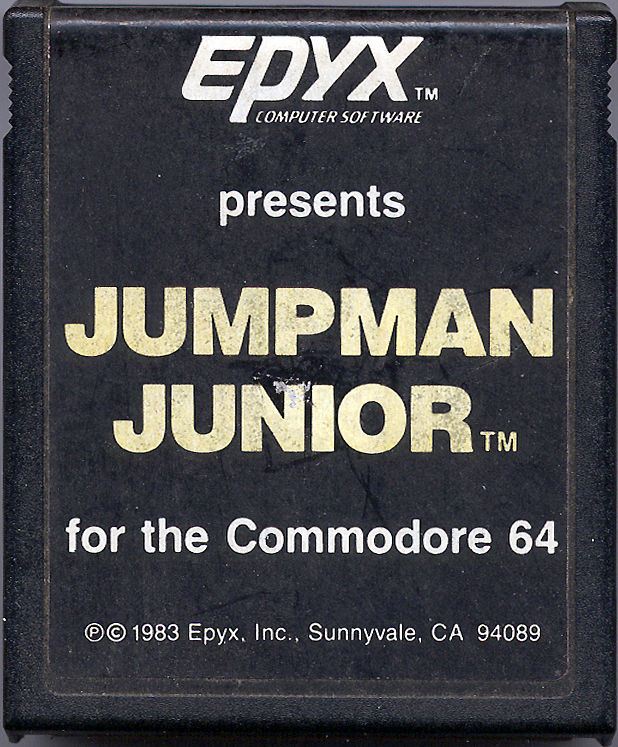 EPYX™
COMPUTER SOFTWARE
presents
JUMPMAN
JUNIOR™
for the Commodore 64
℗© 1983 Epyx, Inc., Sunnyvale, CA 94089